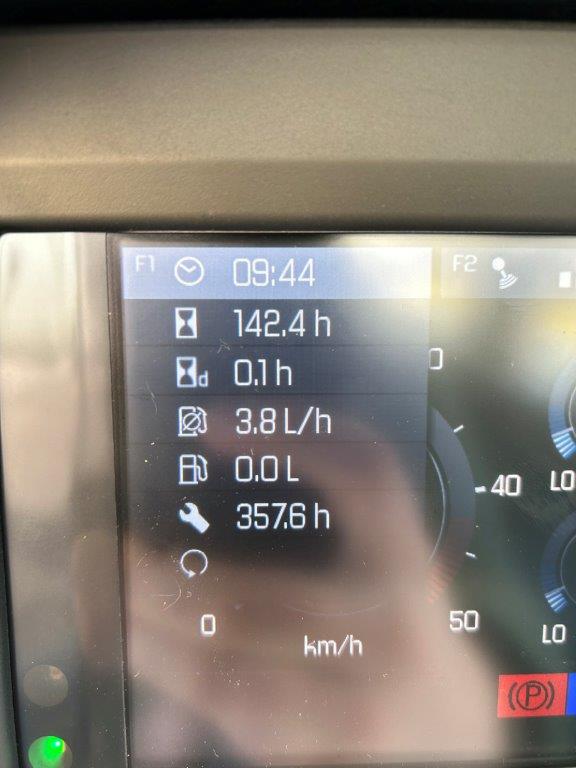 F1 09:44 F2
142.4 h
d 0.1 h
3.8 L/h
0.0 L
357.6 h
40 LO
0 50 LO
km/h
(P)